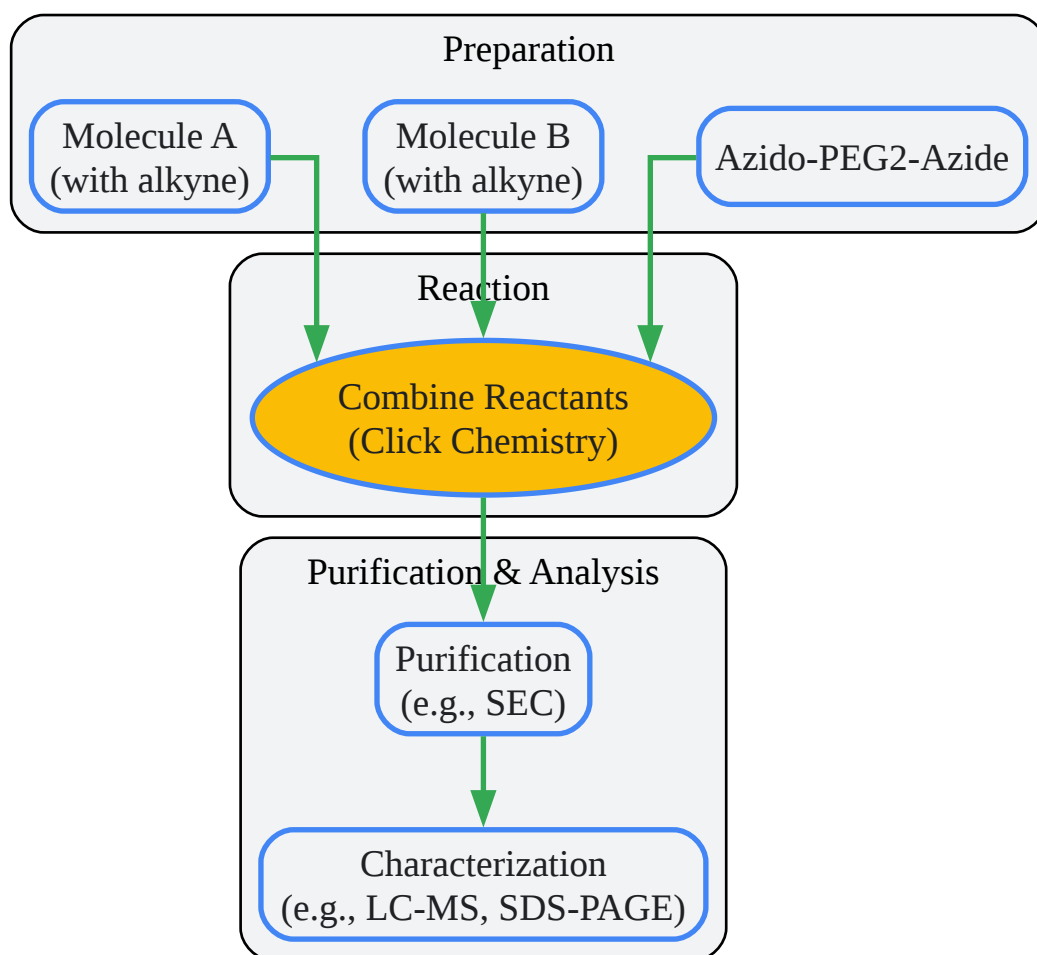 Preparation
Molecule A
(with alkyne)
Molecule B
(with alkyne)
Azido-PEG2-Azide
Reaction
Combine Reactants
(Click Chemistry)
Purification & Analysis
Purification
(e.g., SEC)
Characterization
(e.g., LC-MS, SDS-PAGE)